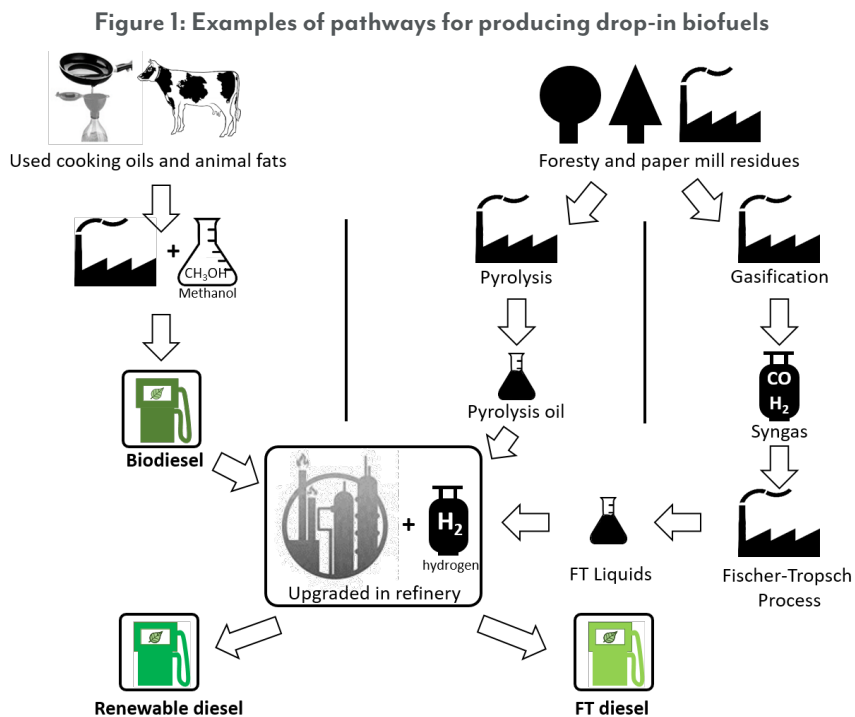 Figure 1: Examples of pathways for producing drop-in biofuels
Used cooking oils and animal fats
Foresty and paper mill residues
+
CH3OH
Methanol
Pyrolysis
Gasification
CO
H2
Pyrolysis oil
Syngas
Biodiesel
+
H2
hydrogen
Upgraded in refinery
FT Liquids
Fischer-Tropsch
Process
Renewable diesel
FT diesel